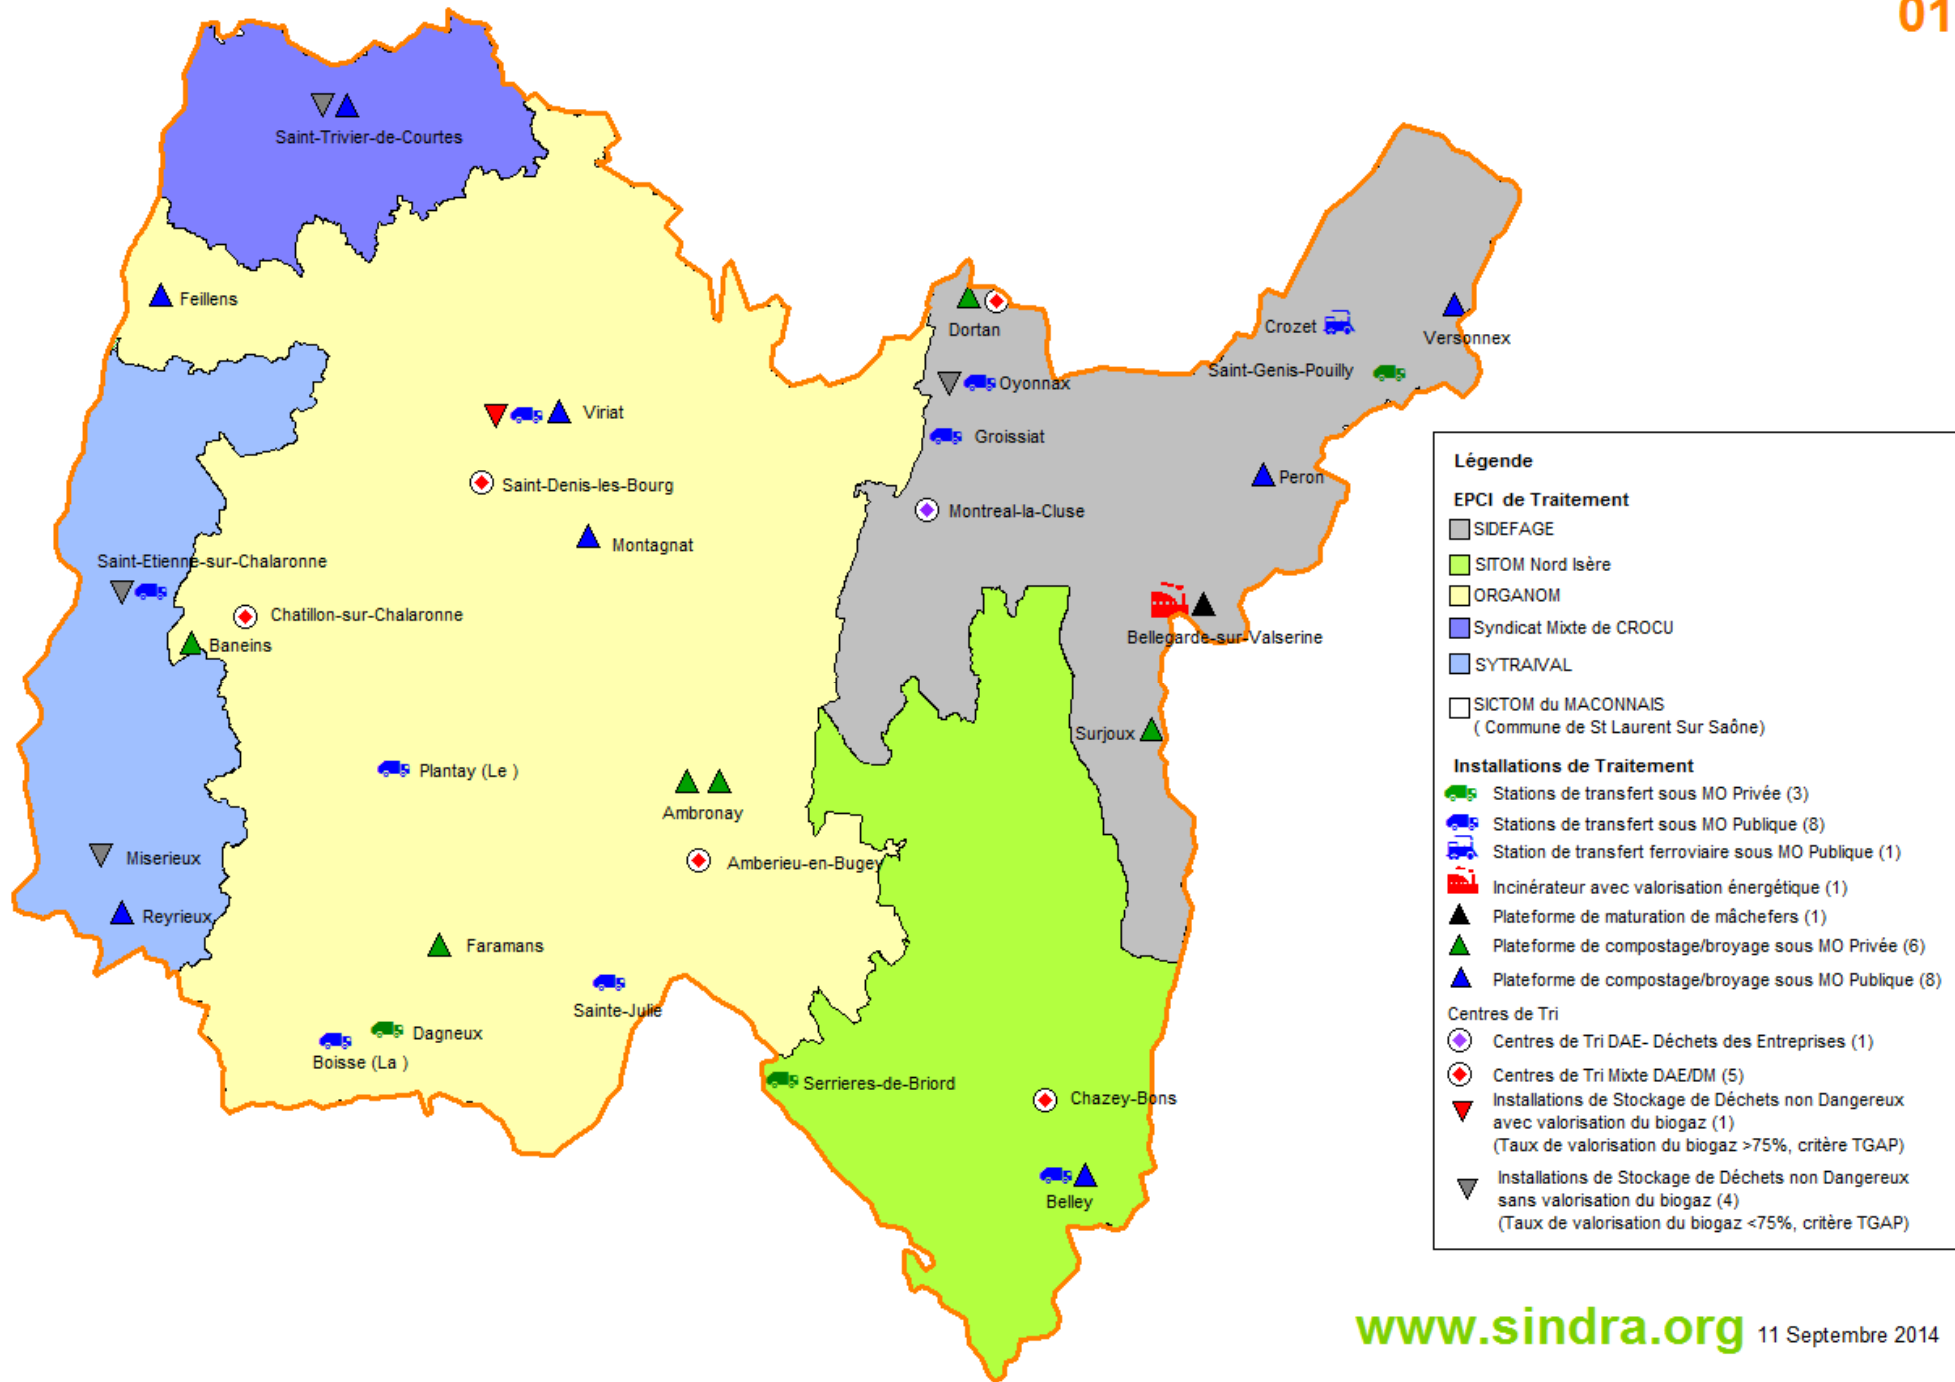 01
Saint-Trivier-de-Courtes
Feillens
Dortan
Crozet
Versonnex
Saint-Genis-Pouilly
Oyonnax
Viriat
Groissiat
Peron
Saint-Denis-les-Bourg
Montreal-la-Cluse
Montagnat
Saint-Etienne-sur-Chalaronne
Chatillon-sur-Chalaronne
Bellegarde-sur-Valserine
Baneins
Surjoux
Plantay (Le )
Ambronay
Miserieux
Amberieu-en-Bugey
Reyrieux
Faramans
Sainte-Julie
Dagneux
Boisse (La )
Serrieres-de-Briord
Chazey-Bons
Belley
Légende
EPCI de Traitement
SIDEFAGE
SITOM Nord Isère
ORGANOM
Syndicat Mixte de CROCU
SYTRAIVAL
SICTOM du MACONNAIS
( Commune de St Laurent Sur Saône)
Installations de Traitement
Stations de transfert sous MO Privée (3)
Stations de transfert sous MO Publique (8)
Station de transfert ferroviaire sous MO Publique (1)
Incinérateur avec valorisation énergétique (1)
Plateforme de maturation de mâchefers (1)
Plateforme de compostage/broyage sous MO Privée (6)
Plateforme de compostage/broyage sous MO Publique (8)
Centres de Tri
Centres de Tri DAE- Déchets des Entreprises (1)
Centres de Tri Mixte DAE/DM (5)
Installations de Stockage de Déchets non Dangereux
avec valorisation du biogaz (1)
(Taux de valorisation du biogaz >75%, critère TGAP)
Installations de Stockage de Déchets non Dangereux
sans valorisation du biogaz (4)
(Taux de valorisation du biogaz <75%, critère TGAP)
www.sindra.org 11 Septembre 2014